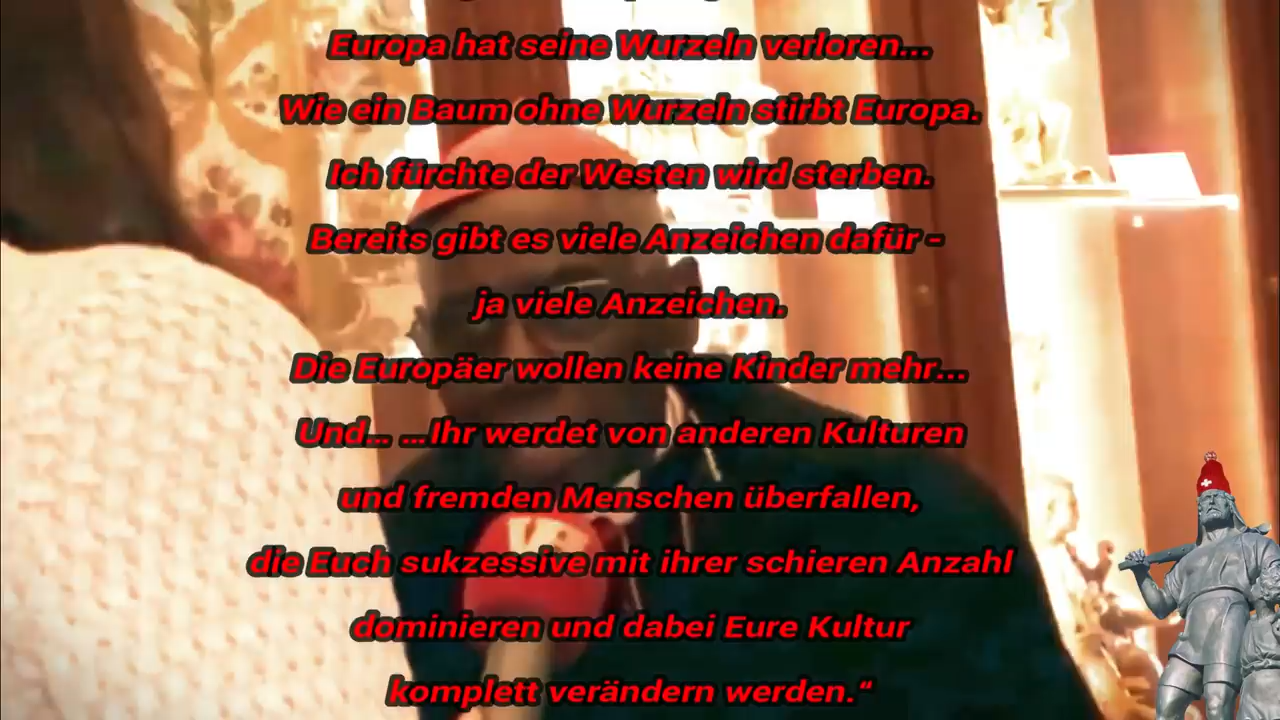 Europa hat seine Wurzeln verloren...
Wie ein Baum ohne Wurzeln stirbt Europa.
Ich fürchte der Westen wird sterben.
Bereits gibt es viele Anzeichen dafür -
ja viele Anzeichen.
Die Europäer wollen keine Kinder mehr...
Und... ...Ihr werdet von anderen Kulturen
und fremden Menschen überfallen,
die Euch sukzessive mit ihrer schieren Anzahl
dominieren und dabei Eure Kultur
komplett verändern werden.“